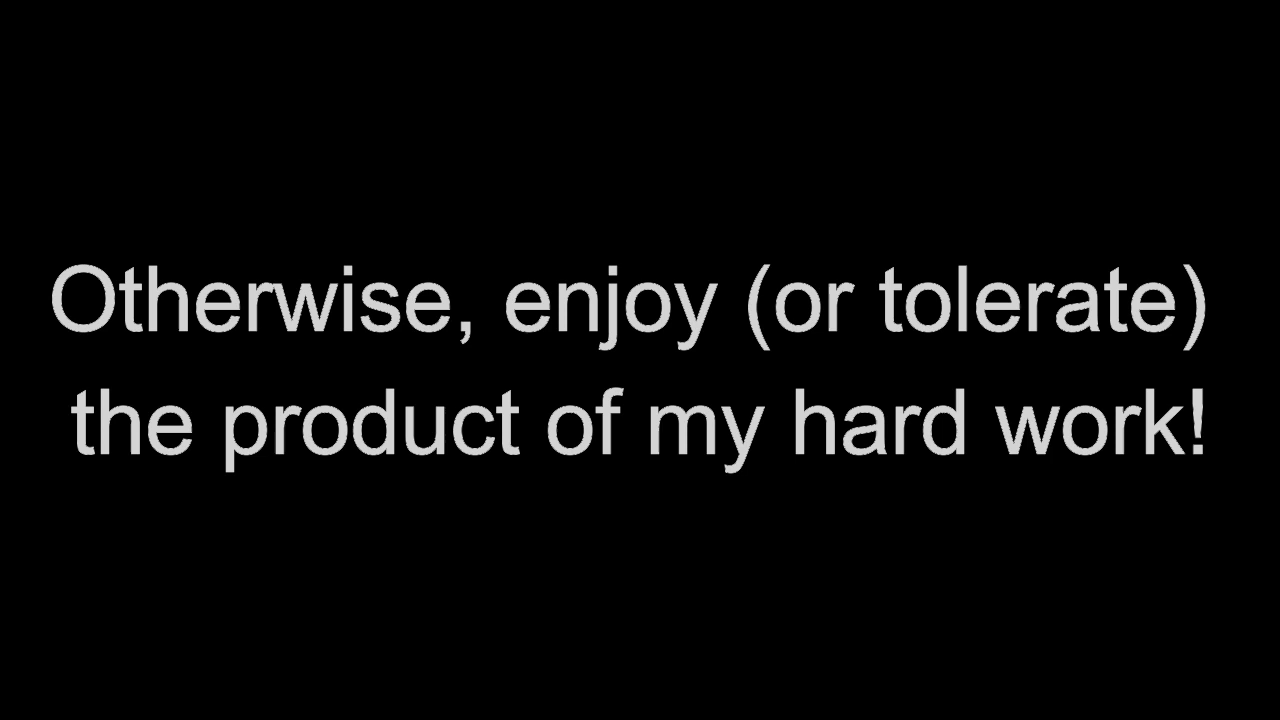 Otherwise, enjoy (or tolerate)
the product of my hard work!